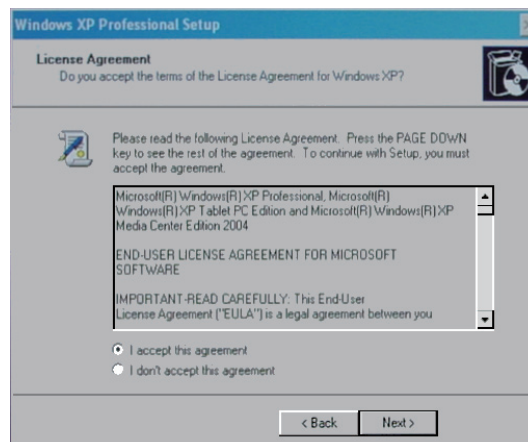 Windows XP Professional Setup
License Agreement
Do you accept the terms of the License Agreement for Windows XP?
Please read the following License Agreement. Press the PAGE DOWN
key to see the rest of the agreement. To continue with Setup, you must
accept the agreement.
Microsoft(R) Windows(R) XP Professional, Microsoft(R)
Windows(R) XP Tablet PC Edition and Microsoft(R) Windows(R) XP
Media Center Edition 2004
END-USER LICENSE AGREEMENT FOR MICROSOFT
SOFTWARE
IMPORTANT-READ CAREFULLY: This End-User
License Agreement ("EULA") is a legal agreement between you
I accept this agreement
I don't accept this agreement
< Back
Next >